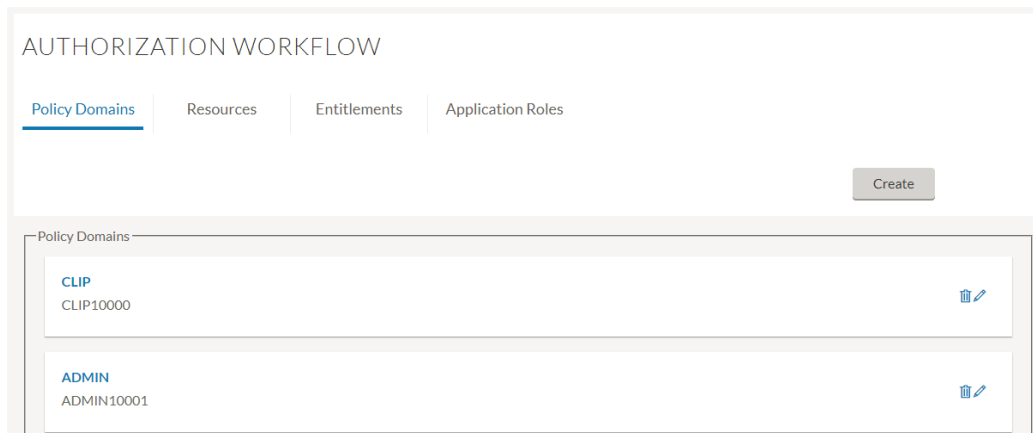 AUTHORIZATION WORKFLOW
Policy Domains Resources Entitlements Application Roles
Create
Policy Domains
CLIP
CLIP10000
ADMIN
ADMIN10001